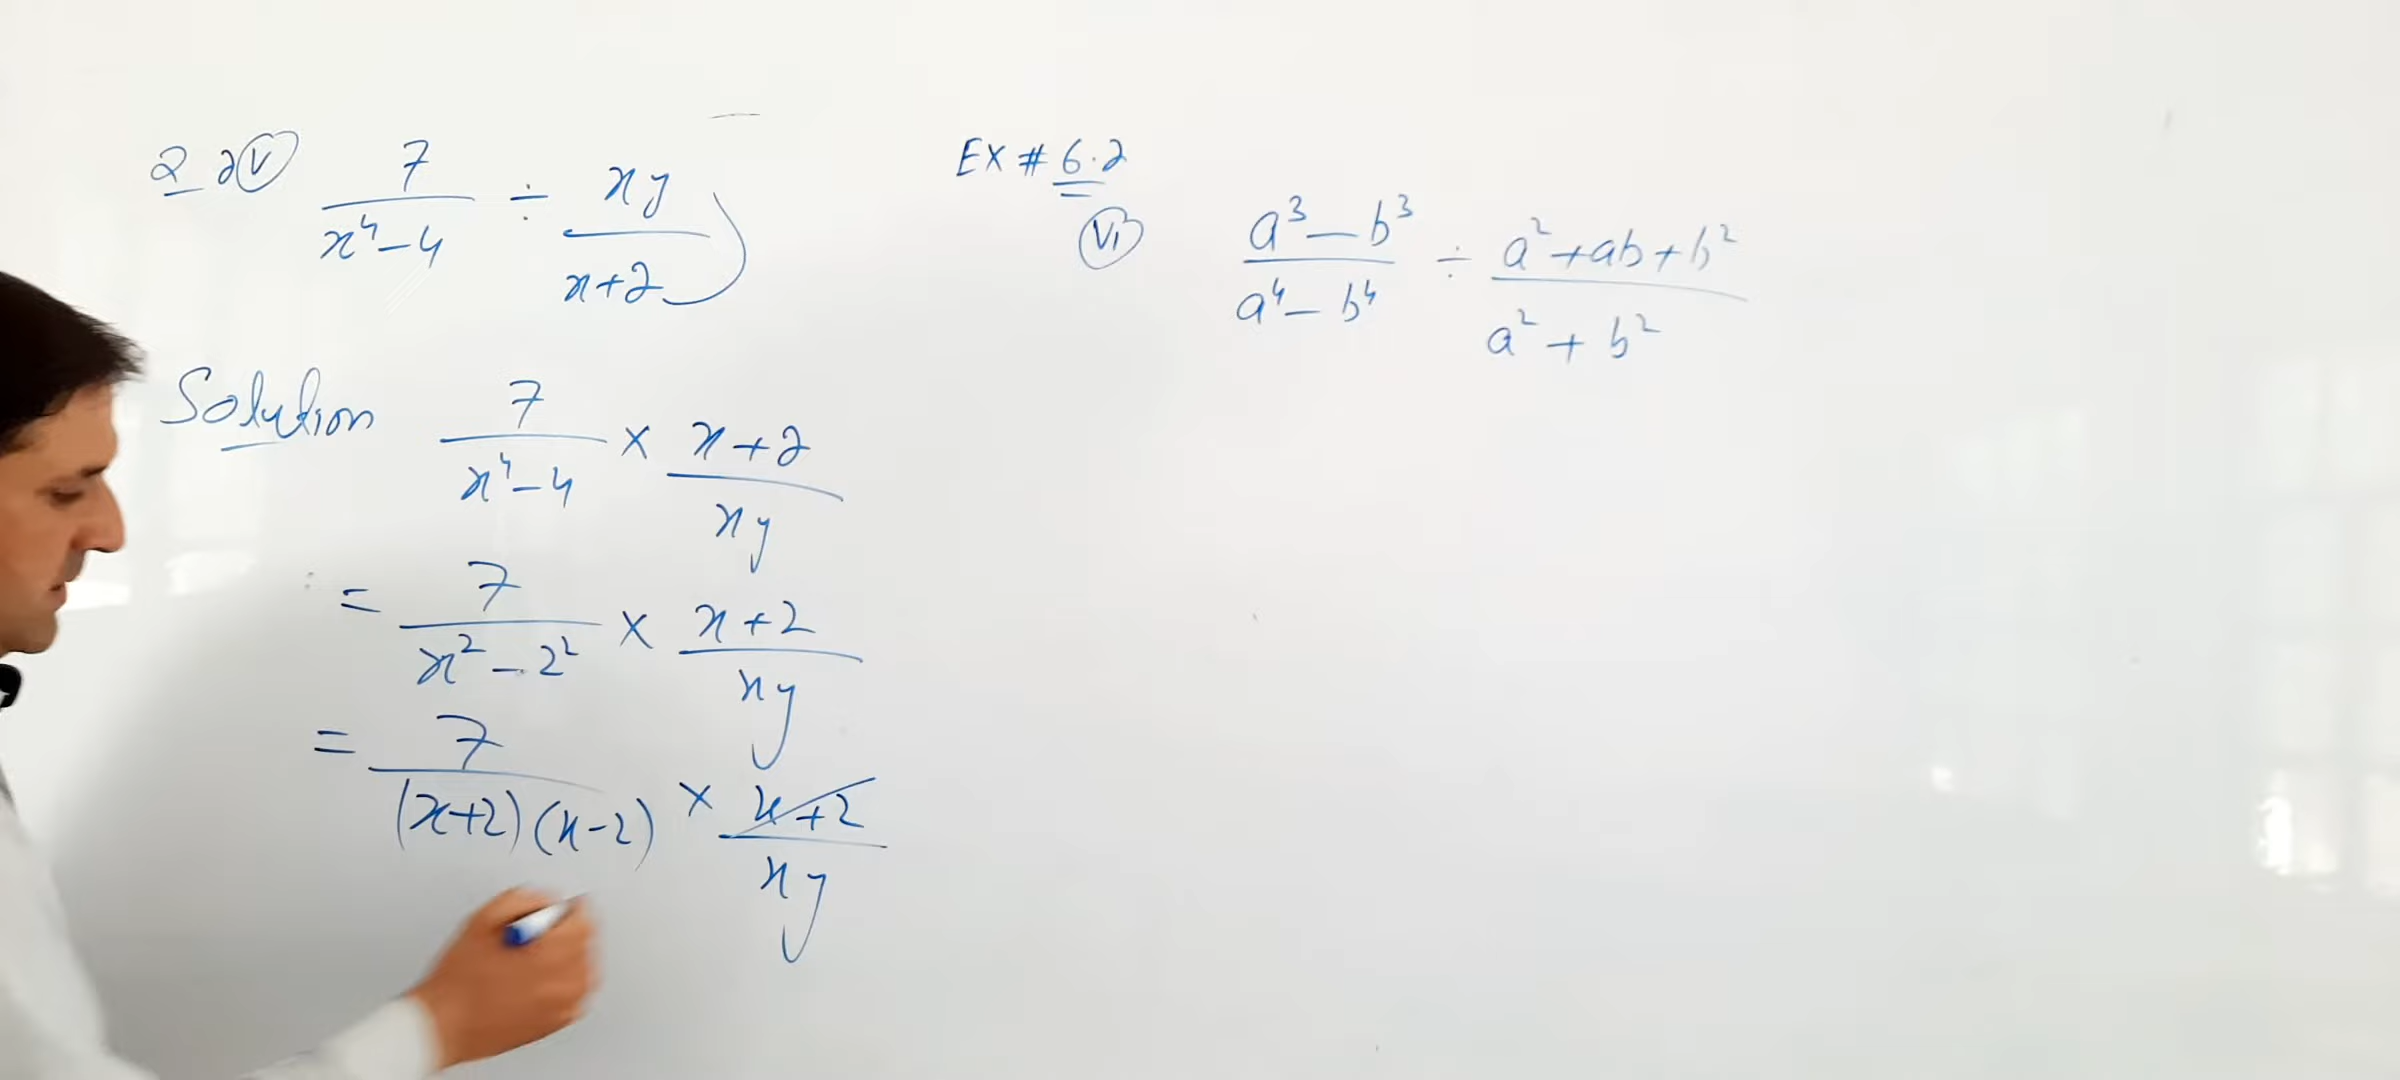 Q 2 (v) 7/(x⁴-4) ÷ xy/(x+2)
Solution 7/(x⁴-4) × (x+2)/xy
= 7/(x²-2²) × (x+2)/xy
= 7/((x+2)(x-2)) × (x+2)/xy
EX # 6.2
(vi) (a³-b³)/(a⁴-b⁴) ÷ (a²+ab+b²)/(a²+b²)